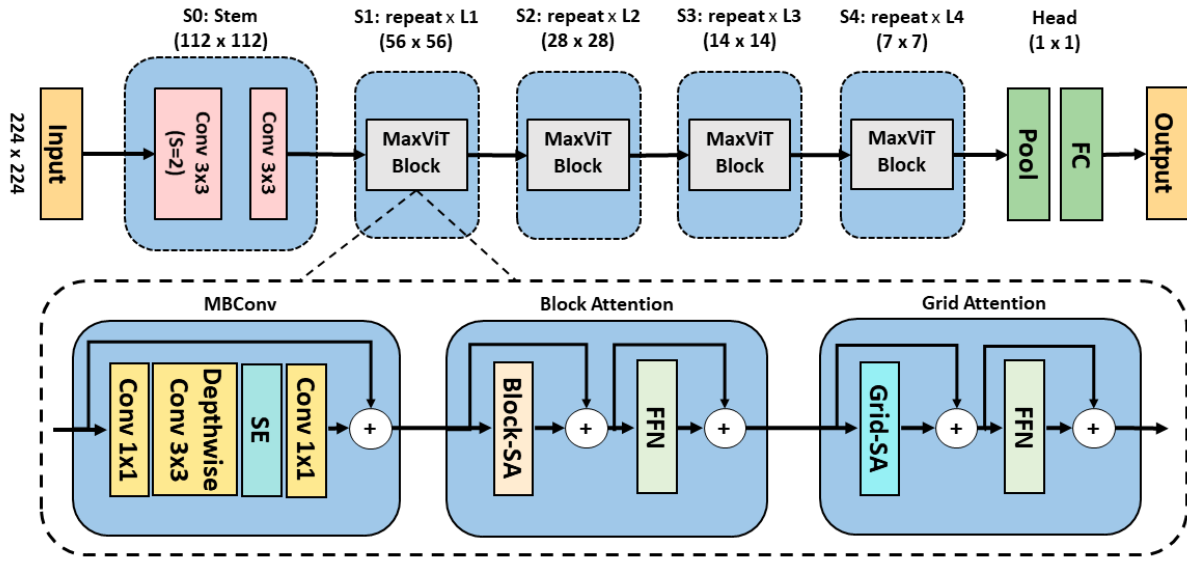 S0: Stem
(112 x 112)
S1: repeat x L1
(56 x 56)
S2: repeat x L2
(28 x 28)
S3: repeat x L3
(14 x 14)
S4: repeat x L4
(7 x 7)
Head
(1 x 1)
224 x 224
Input
Conv 3x3
(S=2)
Conv 3x3
MaxViT
Block
MaxViT
Block
MaxViT
Block
MaxViT
Block
Pool
FC
Output
MBConv
Block Attention
Grid Attention
Conv 1x1
Depthwise
Conv 3x3
SE
Conv 1x1
+
Block-SA
+
FFN
+
Grid-SA
+
FFN
+